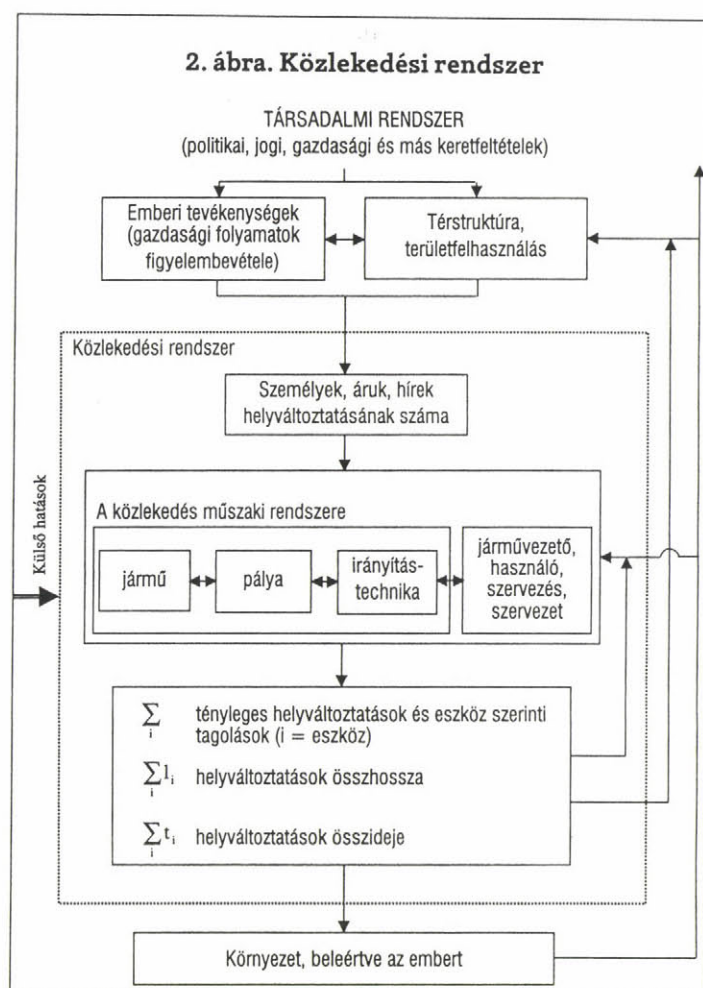 2. ábra. Közlekedési rendszer
TÁRSADALMI RENDSZER
(politikai, jogi, gazdasági és más keretfeltételek)
Emberi tevékenységek
(gazdasági folyamatok
figyelembevétele)
Térstruktúra,
területfelhasználás
Közlekedési rendszer
Személyek, áruk, hírek
helyváltoztatásának száma
Külső hatások
A közlekedés műszaki rendszere
jármű
pálya
irányítás-
technika
járművezető,
használó,
szervezés,
szervezet
∑i tényleges helyváltoztatások és eszköz szerinti
tagolások (i = eszköz)
∑i li helyváltoztatások összhossza
∑i ti helyváltoztatások összideje
Környezet, beleértve az embert